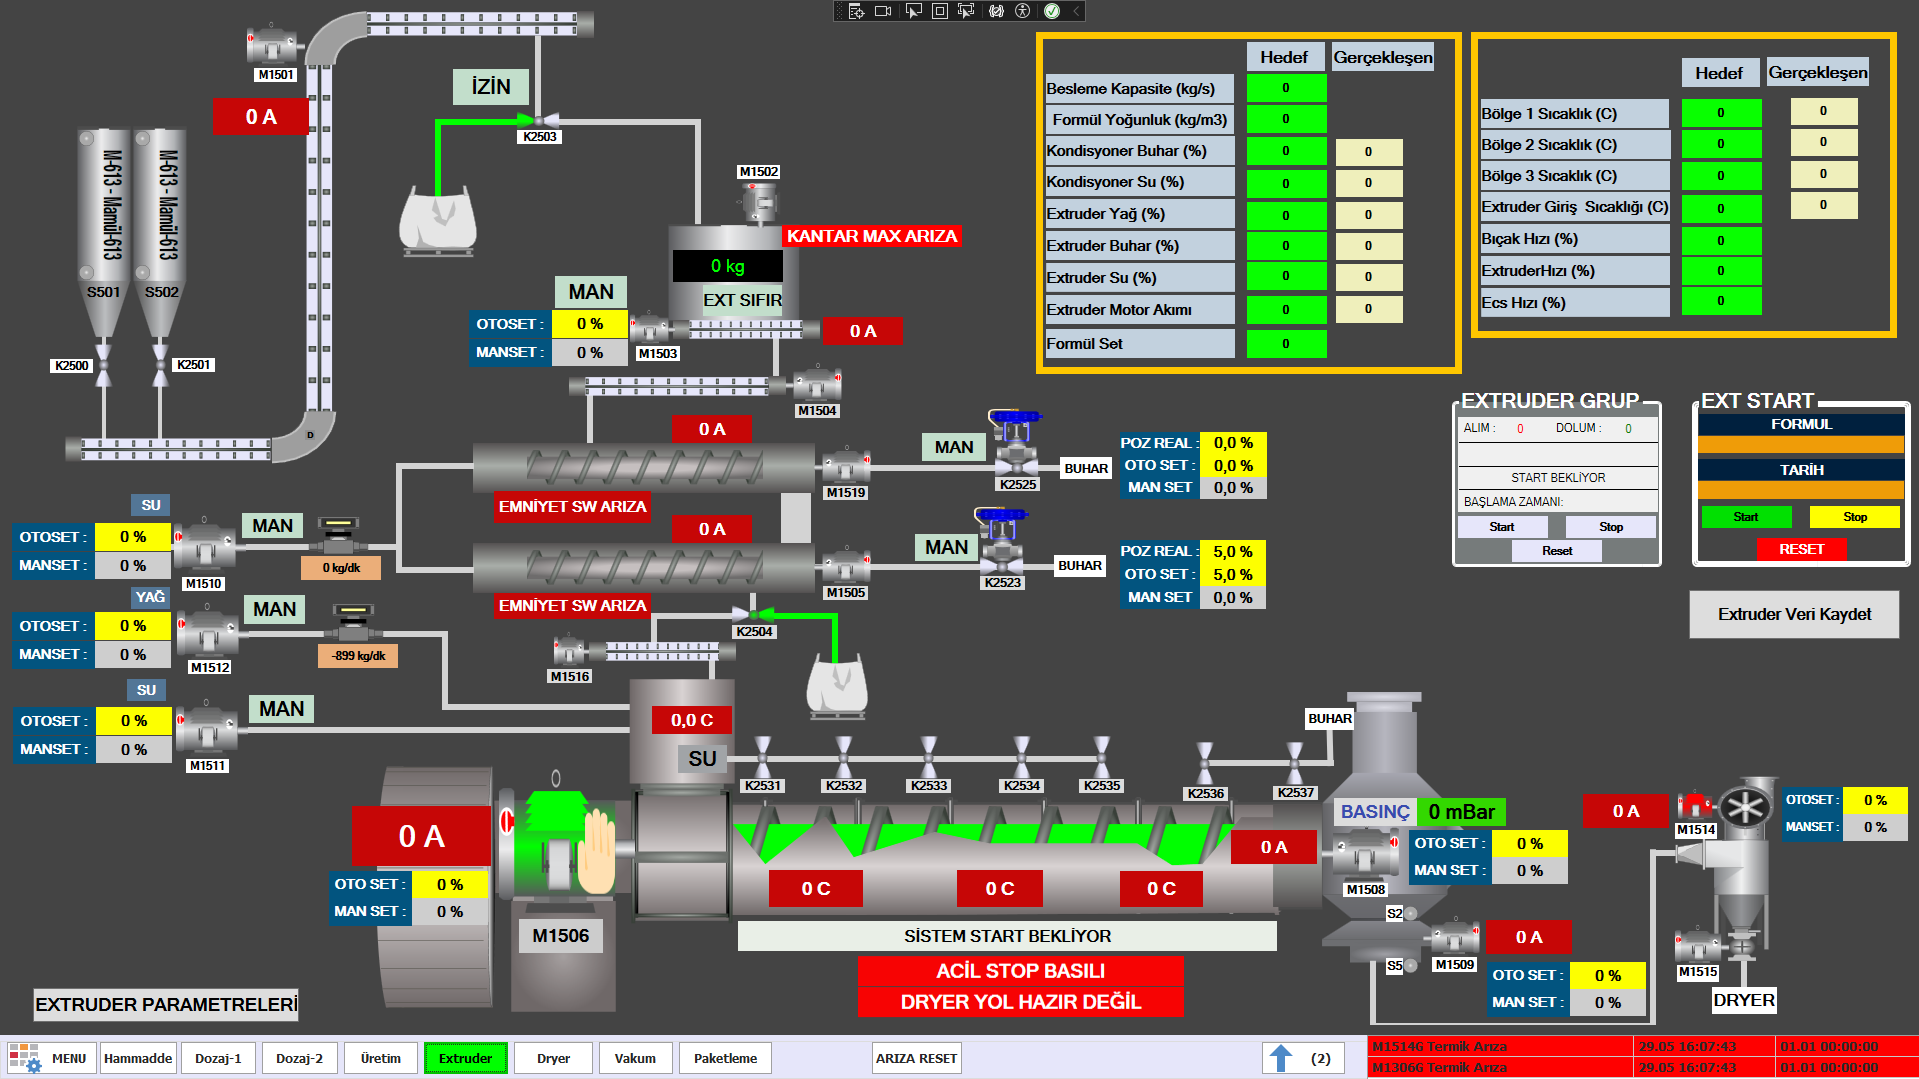 M1501
0 A
İZİN
K2503
M-613 - Mamül-613
M-613 - Mamül-613
S501
S502
K2500
K2501
D
M1502
KANTAR MAX ARIZA
0 kg
EXT SIFIR
MAN
OTOSET : 0 %
MANSET : 0 %
M1503
0 A
M1504
0 A
EMNİYET SW ARIZA
M1519
MAN
K2525
BUHAR
POZ REAL : 0,0 %
OTO SET : 0,0 %
MAN SET 0,0 %
0 A
EMNİYET SW ARIZA
M1505
MAN
K2523
BUHAR
POZ REAL : 5,0 %
OTO SET : 5,0 %
MAN SET 0,0 %
SU
OTOSET : 0 %
MANSET : 0 %
M1510
MAN
0 kg/dk
YAĞ
OTOSET : 0 %
MANSET : 0 %
M1512
MAN
-899 kg/dk
SU
OTOSET : 0 %
MANSET : 0 %
M1511
MAN
K2504
M1516
0,0 C
SU
K2531
K2532
K2533
K2534
K2535
K2536
K2537
BUHAR
0 A
OTO SET : 0 %
MAN SET : 0 %
M1506
0 C
0 C
0 C
0 A
BASINÇ 0 mBar
OTO SET : 0 %
MAN SET : 0 %
M1508
S2
S5
M1509
0 A
OTO SET : 0 %
MAN SET : 0 %
0 A
M1514
OTOSET : 0 %
MANSET : 0 %
M1515
DRYER
SİSTEM START BEKLİYOR
ACİL STOP BASILI
DRYER YOL HAZIR DEĞİL
EXTRUDER PARAMETRELERİ
Hedef Gerçekleşen
Besleme Kapasite (kg/s) 0
Formül Yoğunluk (kg/m3) 0
Kondisyoner Buhar (%) 0 0
Kondisyoner Su (%) 0 0
Extruder Yağ (%) 0 0
Extruder Buhar (%) 0 0
Extruder Su (%) 0 0
Extruder Motor Akımı 0 0
Formül Set 0
Hedef Gerçekleşen
Bölge 1 Sıcaklık (C) 0 0
Bölge 2 Sıcaklık (C) 0 0
Bölge 3 Sıcaklık (C) 0 0
Extruder Giriş Sıcaklığı (C) 0 0
Bıçak Hızı (%) 0
ExtruderHızı (%) 0
Ecs Hızı (%) 0
EXTRUDER GRUP
ALIM : 0 DOLUM : 0
START BEKLİYOR
BAŞLAMA ZAMANI:
Start Stop
Reset
EXT START
FORMUL
TARİH
Start Stop
RESET
Extruder Veri Kaydet
MENU
Hammadde
Dozaj-1
Dozaj-2
Üretim
Extruder
Dryer
Vakum
Paketleme
ARIZA RESET
(2)
M1514G Termik Arıza 29.05 16:07:43 01.01 00:00:00
M1306G Termik Arıza 29.05 16:07:43 01.01 00:00:00